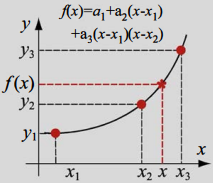 f(x)=a₁+a₂(x-x₁)
+a₃(x-x₁)(x-x₂)
y
y₃
f(x)
y₂
y₁
x
x₁
x₂ x x₃